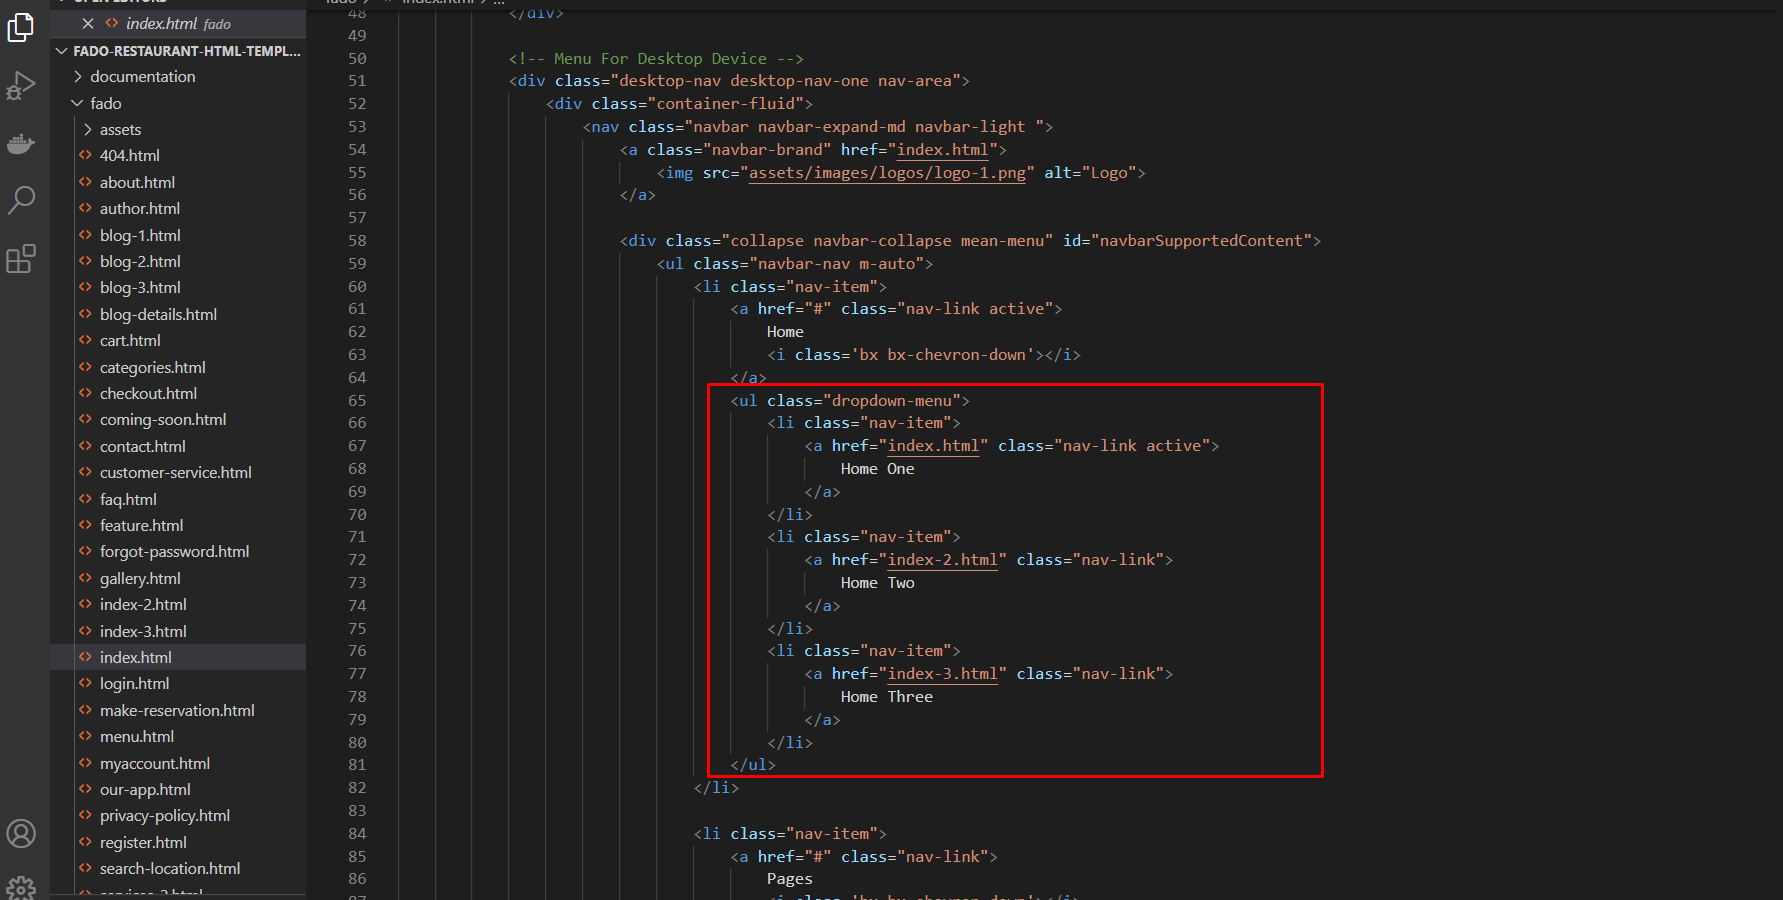 index.html fado
FADO-RESTAURANT-HTML-TEMPL...
documentation
fado
assets
404.html
about.html
author.html
blog-1.html
blog-2.html
blog-3.html
blog-details.html
cart.html
categories.html
checkout.html
coming-soon.html
contact.html
customer-service.html
faq.html
feature.html
forgot-password.html
gallery.html
index-2.html
index-3.html
index.html
login.html
make-reservation.html
menu.html
myaccount.html
our-app.html
privacy-policy.html
register.html
search-location.html
48 </div>
49
50 <!-- Menu For Desktop Device -->
51 <div class="desktop-nav desktop-nav-one nav-area">
52 <div class="container-fluid">
53 <nav class="navbar navbar-expand-md navbar-light ">
54 <a class="navbar-brand" href="index.html">
55 <img src="assets/images/logos/logo-1.png" alt="Logo">
56 </a>
57
58 <div class="collapse navbar-collapse mean-menu" id="navbarSupportedContent">
59 <ul class="navbar-nav m-auto">
60 <li class="nav-item">
61 <a href="#" class="nav-link active">
62 Home
63 <i class='bx bx-chevron-down'></i>
64 </a>
65 <ul class="dropdown-menu">
66 <li class="nav-item">
67 <a href="index.html" class="nav-link active">
68 Home One
69 </a>
70 </li>
71 <li class="nav-item">
72 <a href="index-2.html" class="nav-link">
73 Home Two
74 </a>
75 </li>
76 <li class="nav-item">
77 <a href="index-3.html" class="nav-link">
78 Home Three
79 </a>
80 </li>
81 </ul>
82 </li>
83
84 <li class="nav-item">
85 <a href="#" class="nav-link">
86 Pages